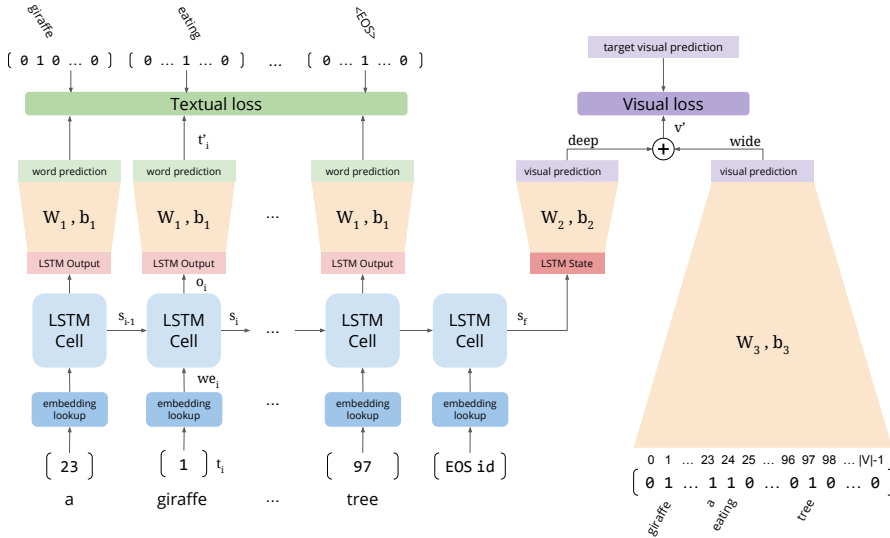 giraffe eating <EOS>
[ 0 1 0 ... 0 ] [ 0 ... 1 ... 0 ] ... [ 0 ... 1 ... 0 ]
target visual prediction
Textual loss Visual loss
t'i deep v' wide
word prediction word prediction word prediction visual prediction visual prediction
W1 , b1 W1 , b1 ... W1 , b1 W2 , b2
LSTM Output LSTM Output LSTM Output LSTM State
oi
LSTM Cell si-1 LSTM Cell si ... LSTM Cell LSTM Cell sf
W3 , b3
wei
embedding lookup embedding lookup ... embedding lookup embedding lookup
0 1 ... 23 24 25 ... 96 97 98 ... |V|-1
[ 23 ] [ 1 ] ti [ 97 ] [ EOS id ]
[ 0 1 ... 1 1 0 ... 0 1 0 ... 0 ]
a giraffe ... tree
giraffe a eating tree